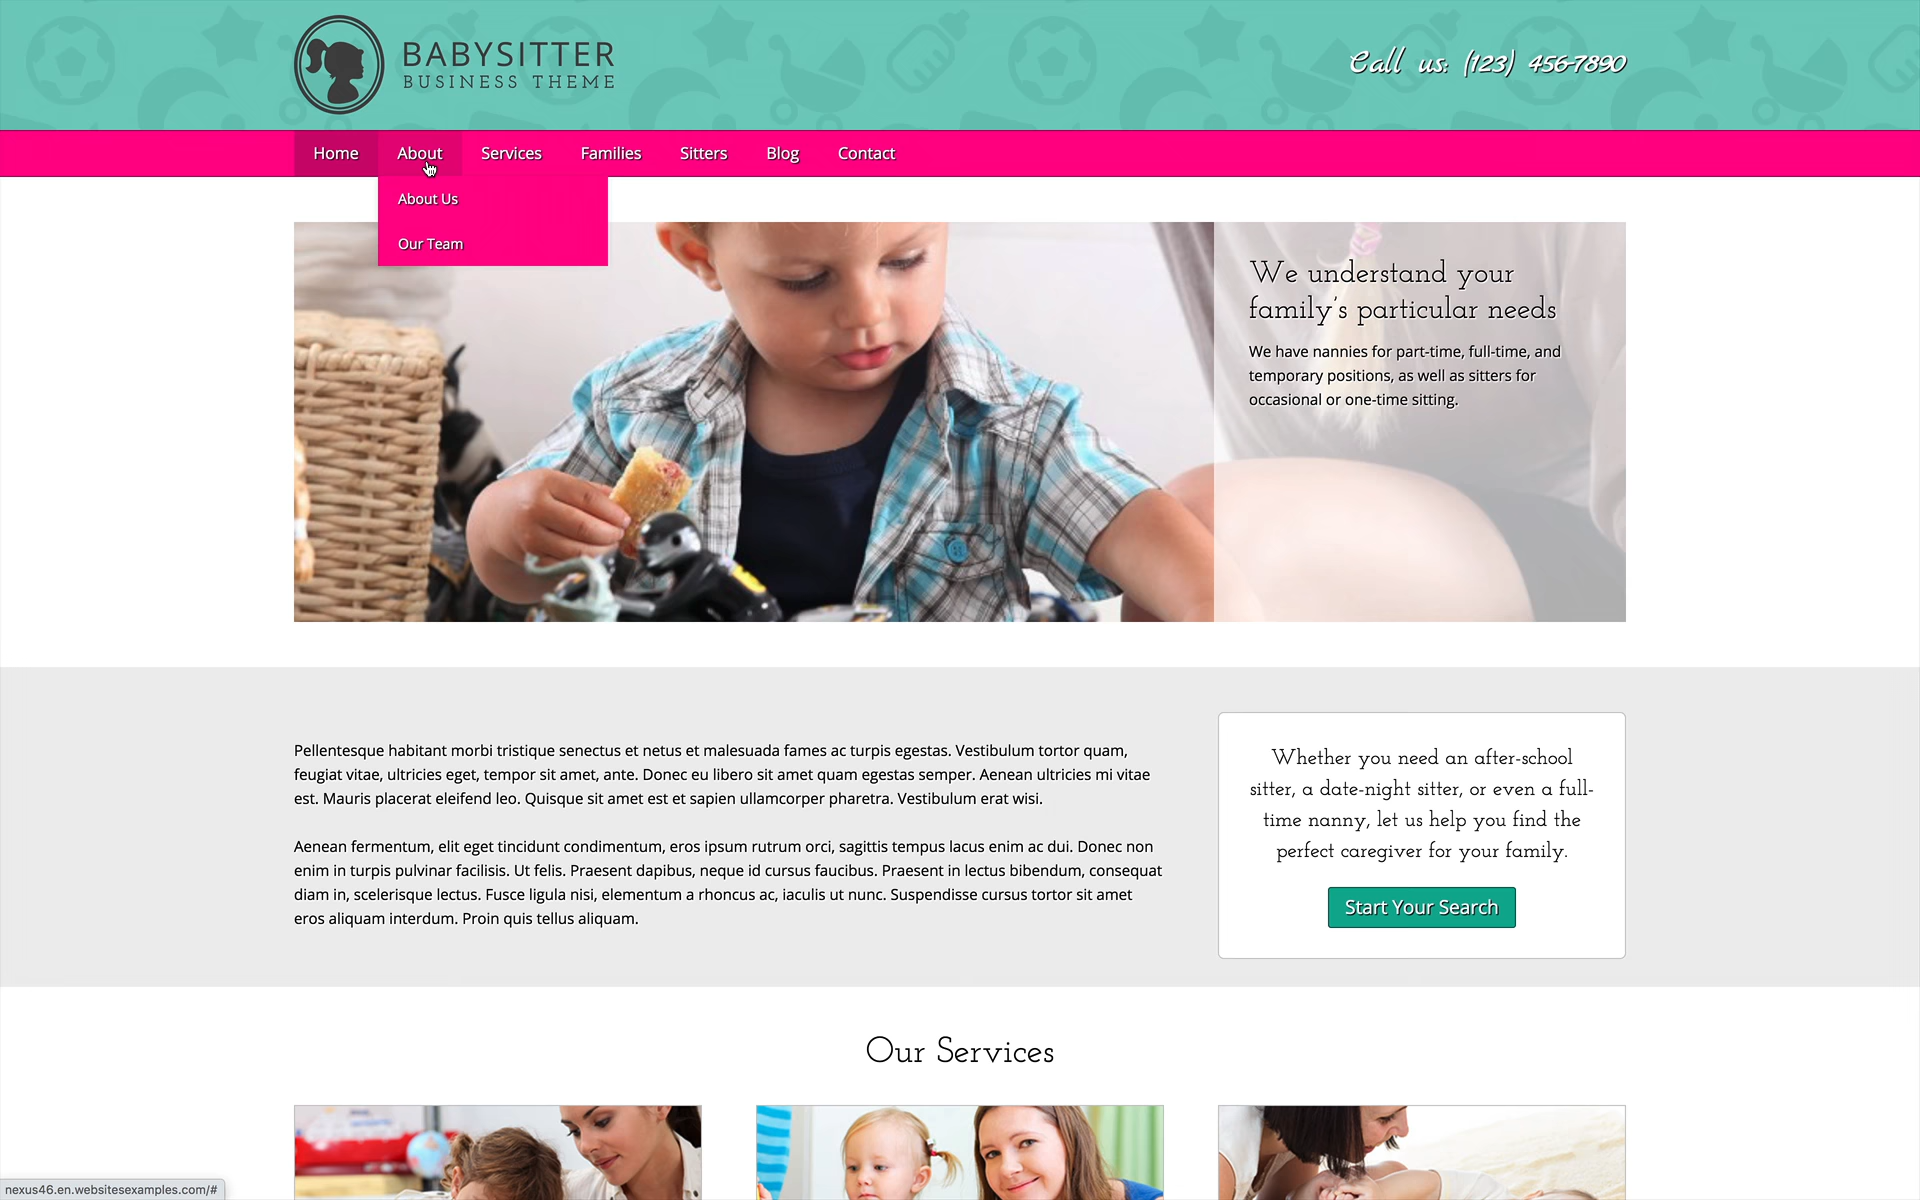 BABYSITTER
BUSINESS THEME
Call us: (123) 456-7890
Home About Services Families Sitters Blog Contact
About Us
Our Team
We understand your
family's particular needs
We have nannies for part-time, full-time, and
temporary positions, as well as sitters for
occasional or one-time sitting.
Pellentesque habitant morbi tristique senectus et netus et malesuada fames ac turpis egestas. Vestibulum tortor quam,
feugiat vitae, ultricies eget, tempor sit amet, ante. Donec eu libero sit amet quam egestas semper. Aenean ultricies mi vitae
est. Mauris placerat eleifend leo. Quisque sit amet est et sapien ullamcorper pharetra. Vestibulum erat wisi.
Aenean fermentum, elit eget tincidunt condimentum, eros ipsum rutrum orci, sagittis tempus lacus enim ac dui. Donec non
enim in turpis pulvinar facilisis. Ut felis. Praesent dapibus, neque id cursus faucibus. Praesent in lectus bibendum, consequat
diam in, scelerisque lectus. Fusce ligula nisi, elementum a rhoncus ac, iaculis ut nunc. Suspendisse cursus tortor sit amet
eros aliquam interdum. Proin quis tellus aliquam.
Whether you need an after-school
sitter, a date-night sitter, or even a full-
time nanny, let us help you find the
perfect caregiver for your family.
Start Your Search
Our Services
nexus46.en.websitesexamples.com/#